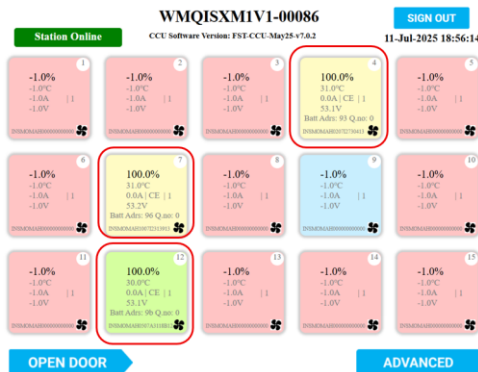 WMQISXM1V1-00086
SIGN OUT
Station Online
CCU Software Version: FST-CCU-May25-v7.0.2
11-Jul-2025 18:56:14
1
-1.0%
-1.0°C
-1.0A | 1
-1.0V
2
-1.0%
-1.0°C
-1.0A | 1
-1.0V
3
-1.0%
-1.0°C
-1.0A | 1
-1.0V
4
100.0%
31.0°C
0.0A | CE | 1
53.1V
Batt Adrs: 93 Q.no: 0
5
-1.0%
-1.0°C
-1.0A | 1
-1.0V
6
-1.0%
-1.0°C
-1.0A | 1
-1.0V
7
100.0%
31.0°C
0.0A | CE | 1
53.2V
Batt Adrs: 96 Q.no: 0
8
-1.0%
-1.0°C
-1.0A | 1
-1.0V
9
-1.0%
-1.0°C
-1.0A | 1
-1.0V
10
-1.0%
-1.0°C
-1.0A | 1
-1.0V
11
-1.0%
-1.0°C
-1.0A | 1
-1.0V
12
100.0%
30.0°C
0.0A | CE | 1
53.1V
Batt Adrs: 9b Q.no: 0
13
-1.0%
-1.0°C
-1.0A | 1
-1.0V
14
-1.0%
-1.0°C
-1.0A | 1
-1.0V
15
-1.0%
-1.0°C
-1.0A | 1
-1.0V
OPEN DOOR
ADVANCED